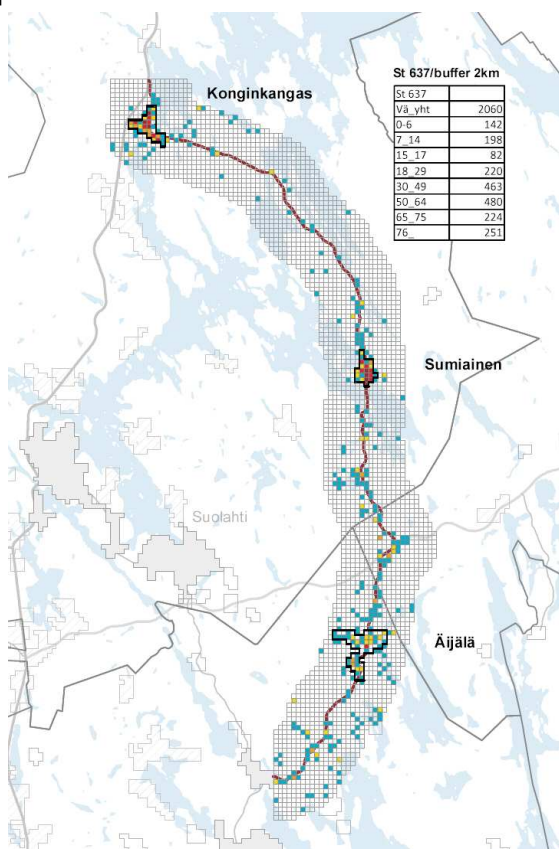 Konginkangas
St 637/buffer 2km
St 637
Vä_yht 2060
0-6 142
7_14 198
15_17 82
18_29 220
30_49 463
50_64 480
65_75 224
76_ 251
Sumiainen
Suolahti
Äijälä